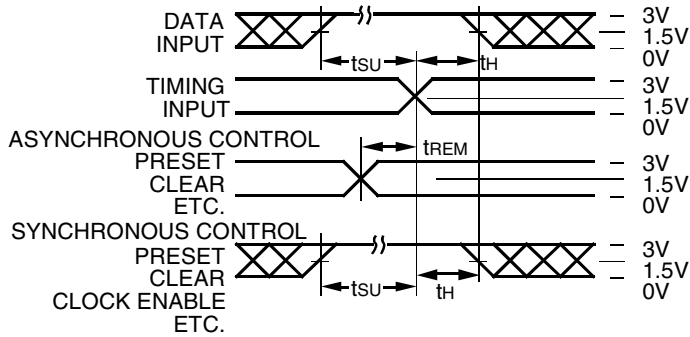 DATA
INPUT
tSU
tH
3V
1.5V
0V
TIMING
INPUT
3V
1.5V
0V
ASYNCHRONOUS CONTROL
PRESET
CLEAR
ETC.
tREM
3V
1.5V
0V
SYNCHRONOUS CONTROL
PRESET
CLEAR
CLOCK ENABLE
ETC.
tSU
tH
3V
1.5V
0V